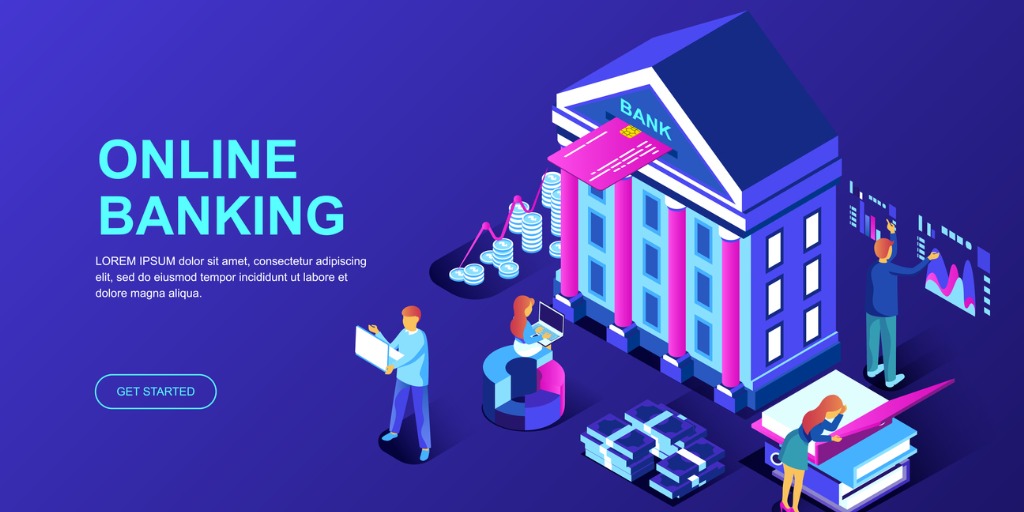 BANK
ONLINE
BANKING
LOREM IPSUM dolor sit amet, consectetur adipiscing
elit, sed do eiusmod tempor incididunt ut labore et
dolore magna aliqua.
GET STARTED